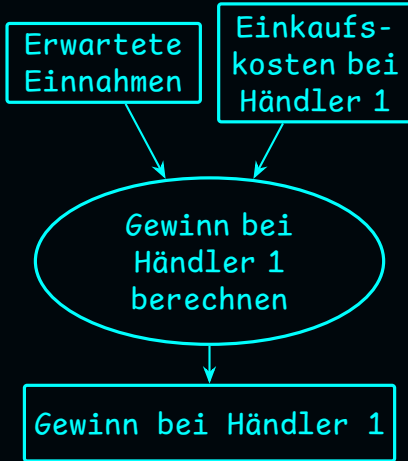 Erwartete
Einnahmen
Einkaufs-
kosten bei
Händler 1
Gewinn bei
Händler 1
berechnen
Gewinn bei Händler 1